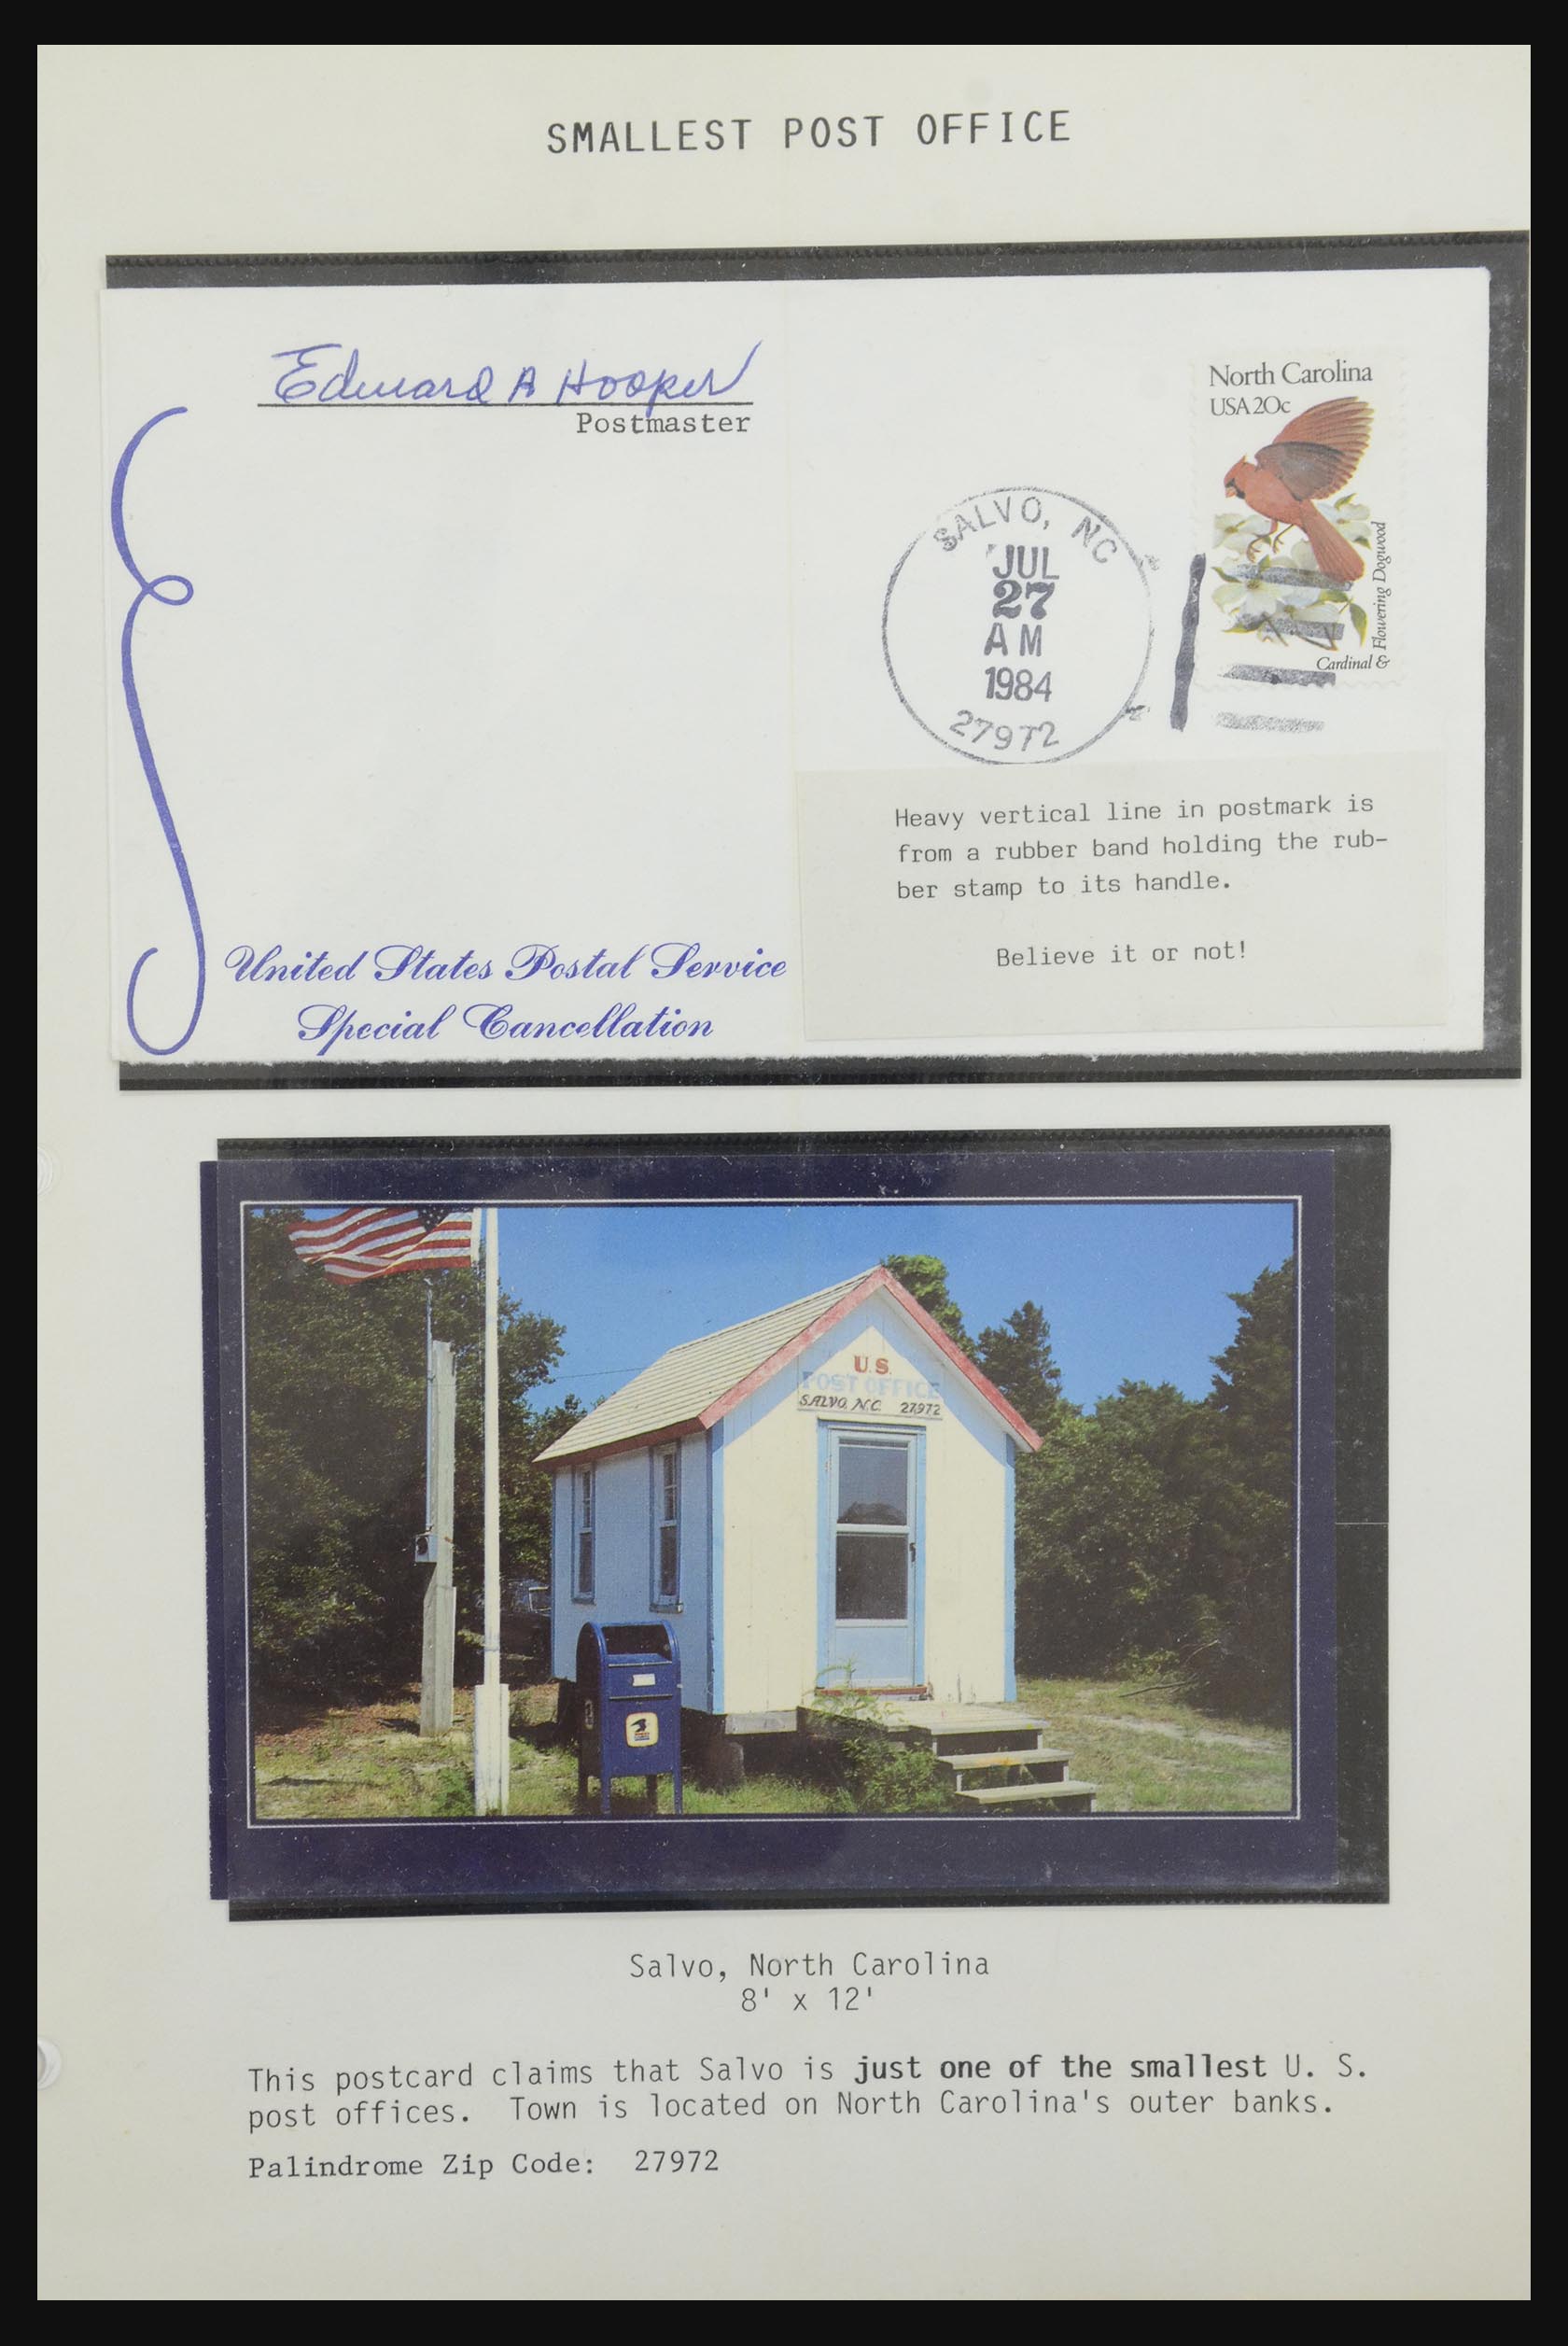 SMALLEST POST OFFICE
Edward A Hooper
Postmaster
North Carolina
USA 20c
Cardinal &
Flowering Dogwood
SALVO, NC
JUL
27
AM
1984
27972
Heavy vertical line in postmark is
from a rubber band holding the rub-
ber stamp to its handle.
Believe it or not!
United States Postal Service
Special Cancellation
U.S.
POST OFFICE
SALVO, N.C. 27972
Salvo, North Carolina
8' x 12'
This postcard claims that Salvo is just one of the smallest U. S.
post offices. Town is located on North Carolina's outer banks.
Palindrome Zip Code: 27972